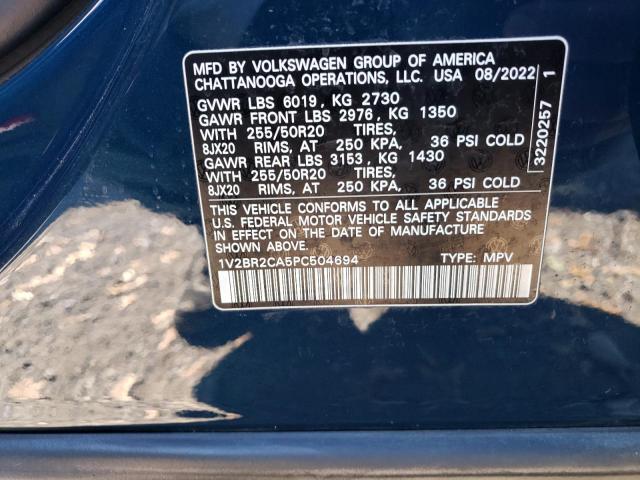 MFD BY VOLKSWAGEN GROUP OF AMERICA
CHATTANOOGA OPERATIONS, LLC. USA 08/2022
GVWR LBS 6019, KG 2730
GAWR FRONT LBS 2976, KG 1350
WITH 255/50R20 TIRES,
8JX20 RIMS, AT 250 KPA, 36 PSI COLD
GAWR REAR LBS 3153, KG 1430
WITH 255/50R20 TIRES,
8JX20 RIMS, AT 250 KPA, 36 PSI COLD
THIS VEHICLE CONFORMS TO ALL APPLICABLE
U.S. FEDERAL MOTOR VEHICLE SAFETY STANDARDS
IN EFFECT ON THE DATE OF MANUFACTURE
SHOWN ABOVE.
1V2BR2CA5PC504694 TYPE: MPV
3220257 1